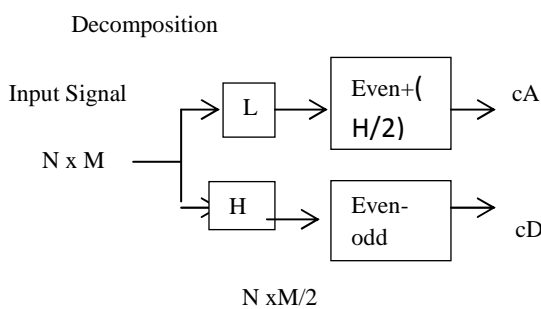 Decomposition
Input Signal
N x M
L
Even+(
H/2)
cA
H
Even-
odd
cD
N xM/2